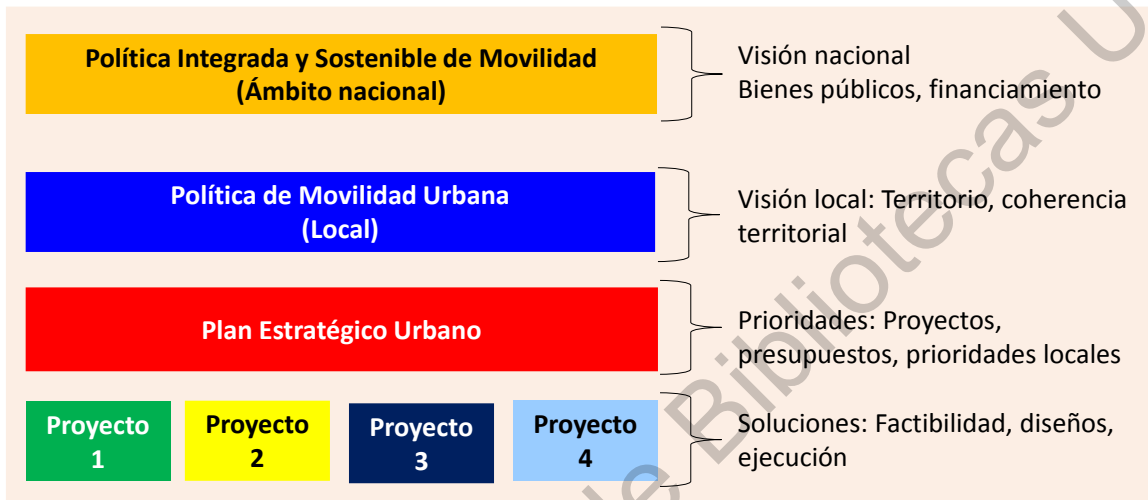 Política Integrada y Sostenible de Movilidad
(Ámbito nacional)
Visión nacional
Bienes públicos, financiamiento
Política de Movilidad Urbana
(Local)
Visión local: Territorio, coherencia
territorial
Plan Estratégico Urbano
Prioridades: Proyectos,
presupuestos, prioridades locales
Proyecto
1
Proyecto
2
Proyecto
3
Proyecto
4
Soluciones: Factibilidad, diseños,
ejecución
de Bibliotecas U